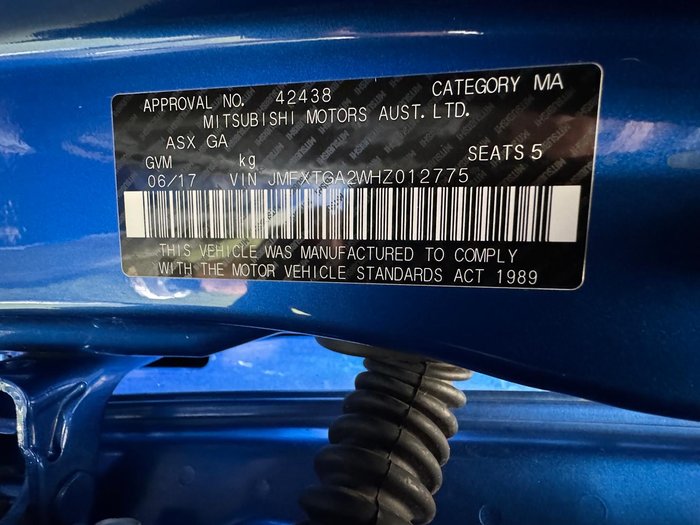 APPROVAL NO. 42438 CATEGORY MA
MITSUBISHI MOTORS AUST. LTD.
ASX GA
GVM kg SEATS 5
06/17 VIN JMFXTGA2WHZ012775
THIS VEHICLE WAS MANUFACTURED TO COMPLY
WITH THE MOTOR VEHICLE STANDARDS ACT 1989